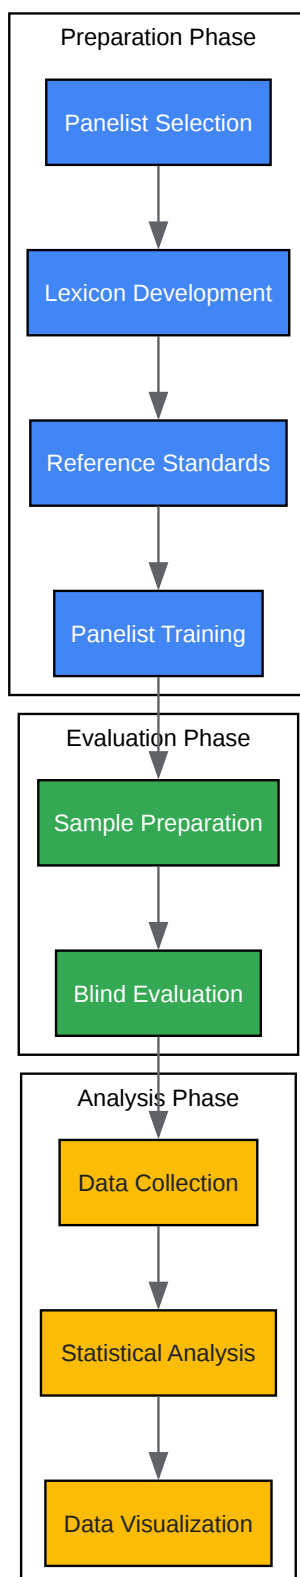 Preparation Phase
Panelist Selection
Lexicon Development
Reference Standards
Panelist Training
Evaluation Phase
Sample Preparation
Blind Evaluation
Analysis Phase
Data Collection
Statistical Analysis
Data Visualization